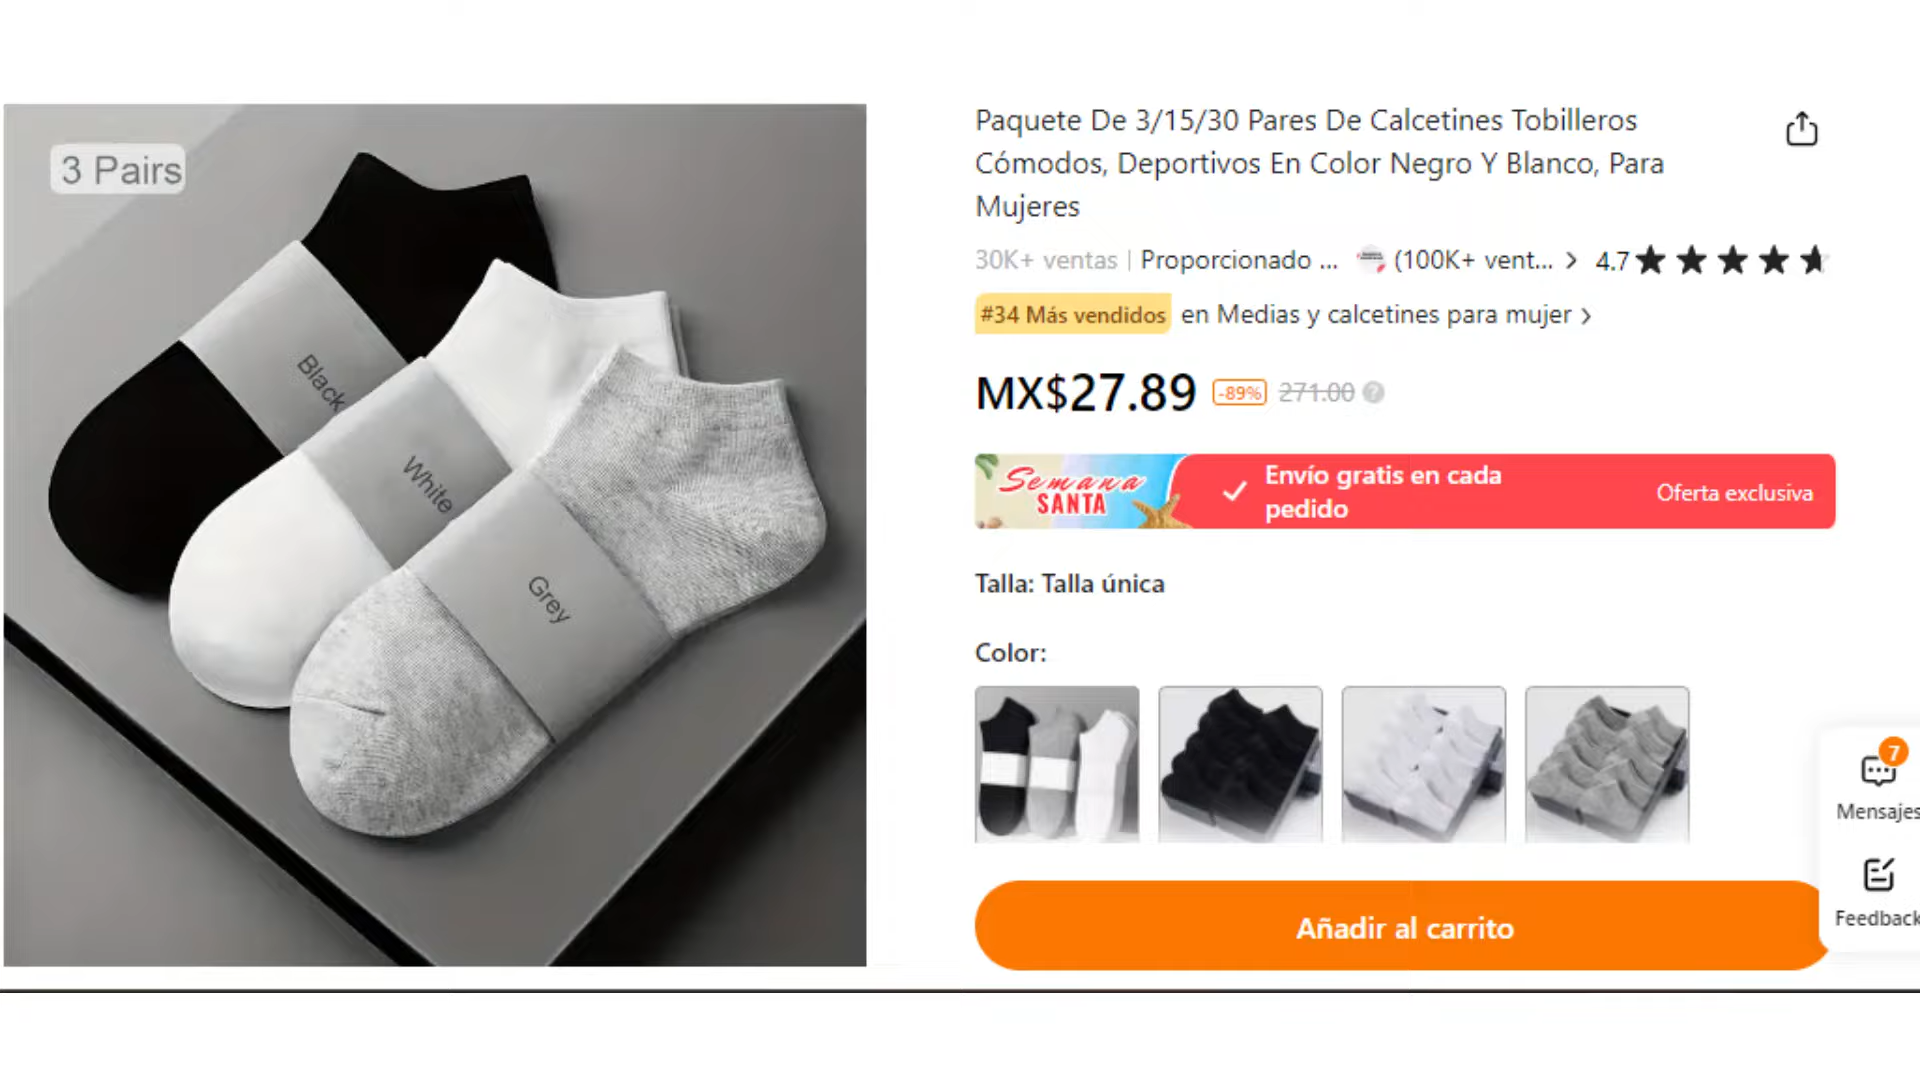 3 Pairs
Black
White
Grey
Paquete De 3/15/30 Pares De Calcetines Tobilleros
Cómodos, Deportivos En Color Negro Y Blanco, Para
Mujeres
30K+ ventas | Proporcionado ... (100K+ vent... > 4.7
#34 Más vendidos en Medias y calcetines para mujer >
MX$27.89 -89% 271.00 ?
Semana
SANTA
Envío gratis en cada
pedido
Oferta exclusiva
Talla: Talla única
Color:
7
Mensajes
Feedback
Añadir al carrito